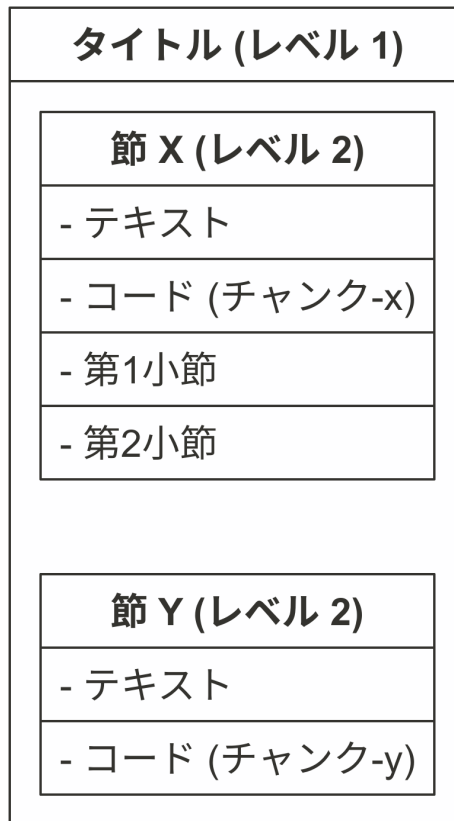 タイトル (レベル 1)
節 X (レベル 2)
- テキスト
- コード (チャンク-x)
- 第1小節
- 第2小節
節 Y (レベル 2)
- テキスト
- コード (チャンク-y)